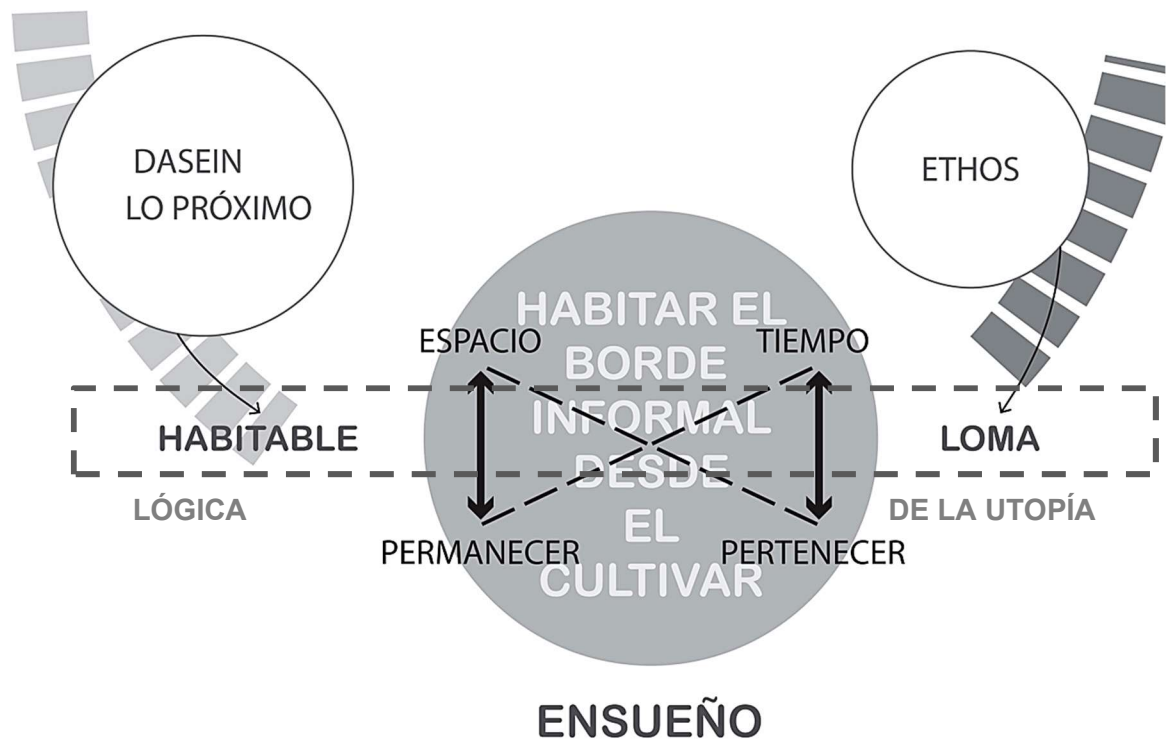 DASEIN
LO PRÓXIMO
ETHOS
HABITAR EL
BORDE
INFORMAL
DESDE
EL
CULTIVAR
ESPACIO
TIEMPO
HABITABLE
LOMA
LÓGICA
DE LA UTOPÍA
PERMANECER
PERTENECER
ENSUEÑO